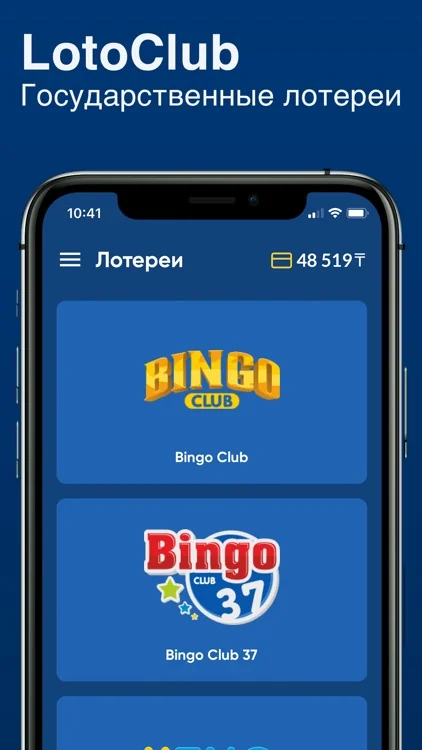 LotoClub
Государственные лотереи
10:41
Лотереи
48 519₸
BINGO
CLUB
Bingo Club
Bingo
CLUB
37
Bingo Club 37